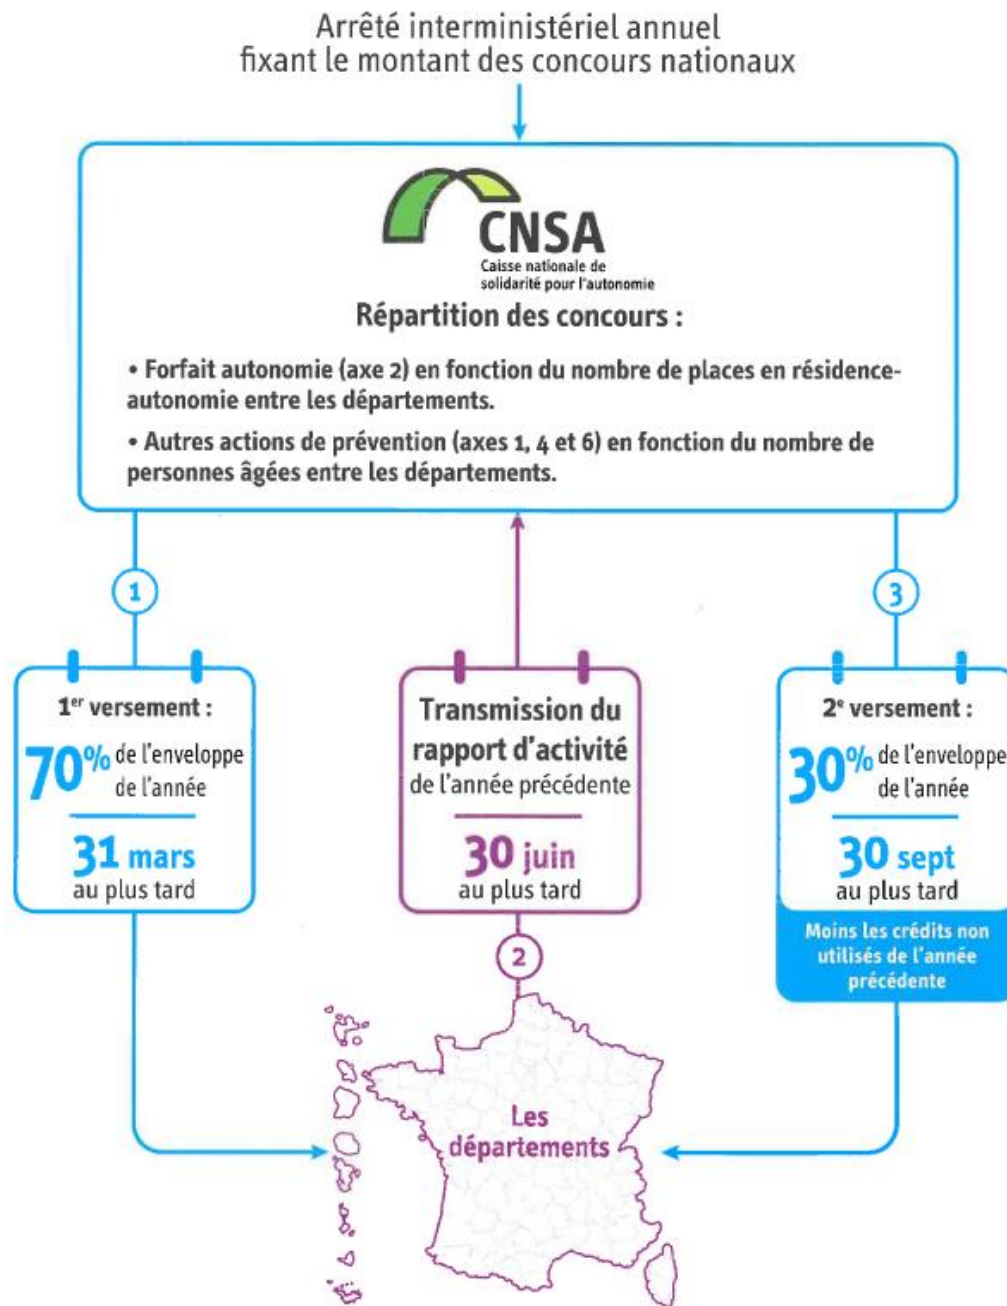 Arrêté interministériel annuel
fixant le montant des concours nationaux
CNSA
Caisse nationale de
solidarité pour l'autonomie
Répartition des concours :
• Forfait autonomie (axe 2) en fonction du nombre de places en résidence-
autonomie entre les départements.
• Autres actions de prévention (axes 1, 4 et 6) en fonction du nombre de
personnes âgées entre les départements.
1
3
1er versement :
70% de l'enveloppe
de l'année
31 mars
au plus tard
Transmission du
rapport d'activité
de l'année précédente
30 juin
au plus tard
2e versement :
30% de l'enveloppe
de l'année
30 sept
au plus tard
Moins les crédits non
utilisés de l'année
précédente
2
Les
départements